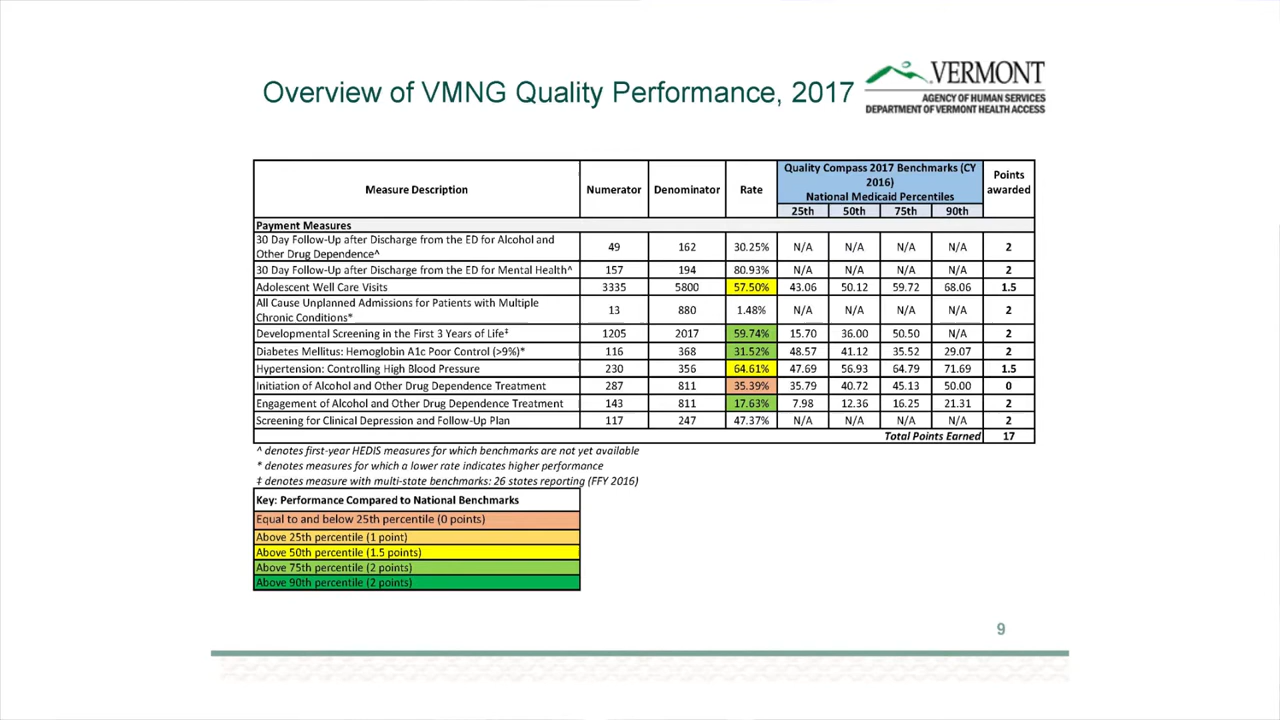 Overview of VMNG Quality Performance, 2017
VERMONT
AGENCY OF HUMAN SERVICES
DEPARTMENT OF VERMONT HEALTH ACCESS
Measure Description Numerator Denominator Rate Quality Compass 2017 Benchmarks (CY 2016) National Medicaid Percentiles Points awarded
25th 50th 75th 90th
Payment Measures
30 Day Follow-Up after Discharge from the ED for Alcohol and
Other Drug Dependence^ 49 162 30.25% N/A N/A N/A N/A 2
30 Day Follow-Up after Discharge from the ED for Mental Health^ 157 194 80.93% N/A N/A N/A N/A 2
Adolescent Well Care Visits 3335 5800 57.50% 43.06 50.12 59.72 68.06 1.5
All Cause Unplanned Admissions for Patients with Multiple
Chronic Conditions* 13 880 1.48% N/A N/A N/A N/A 2
Developmental Screening in the First 3 Years of Life‡ 1205 2017 59.74% 15.70 36.00 50.50 N/A 2
Diabetes Mellitus: Hemoglobin A1c Poor Control (>9%)* 116 368 31.52% 48.57 41.12 35.52 29.07 2
Hypertension: Controlling High Blood Pressure 230 356 64.61% 47.69 56.93 64.79 71.69 1.5
Initiation of Alcohol and Other Drug Dependence Treatment 287 811 35.39% 35.79 40.72 45.13 50.00 0
Engagement of Alcohol and Other Drug Dependence Treatment 143 811 17.63% 7.98 12.36 16.25 21.31 2
Screening for Clinical Depression and Follow-Up Plan 117 247 47.37% N/A N/A N/A N/A 2
Total Points Earned 17
^ denotes first-year HEDIS measures for which benchmarks are not yet available
* denotes measures for which a lower rate indicates higher performance
‡ denotes measure with multi-state benchmarks: 26 states reporting (FFY 2016)
Key: Performance Compared to National Benchmarks
Equal to and below 25th percentile (0 points)
Above 25th percentile (1 point)
Above 50th percentile (1.5 points)
Above 75th percentile (2 points)
Above 90th percentile (2 points)
9